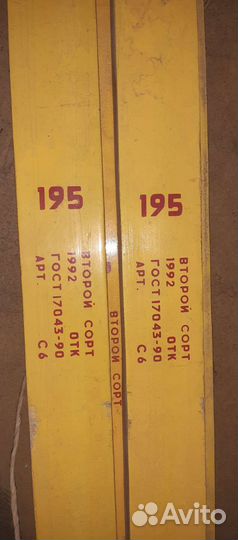 195
ВТОРОЙ СОРТ
1992 ОТК
ГОСТ 17043-90
АРТ. С6
ВТОРОЙ СОРТ
195
ВТОРОЙ СОРТ
1992 ОТК
ГОСТ 17043-90
АРТ. С6
Avito